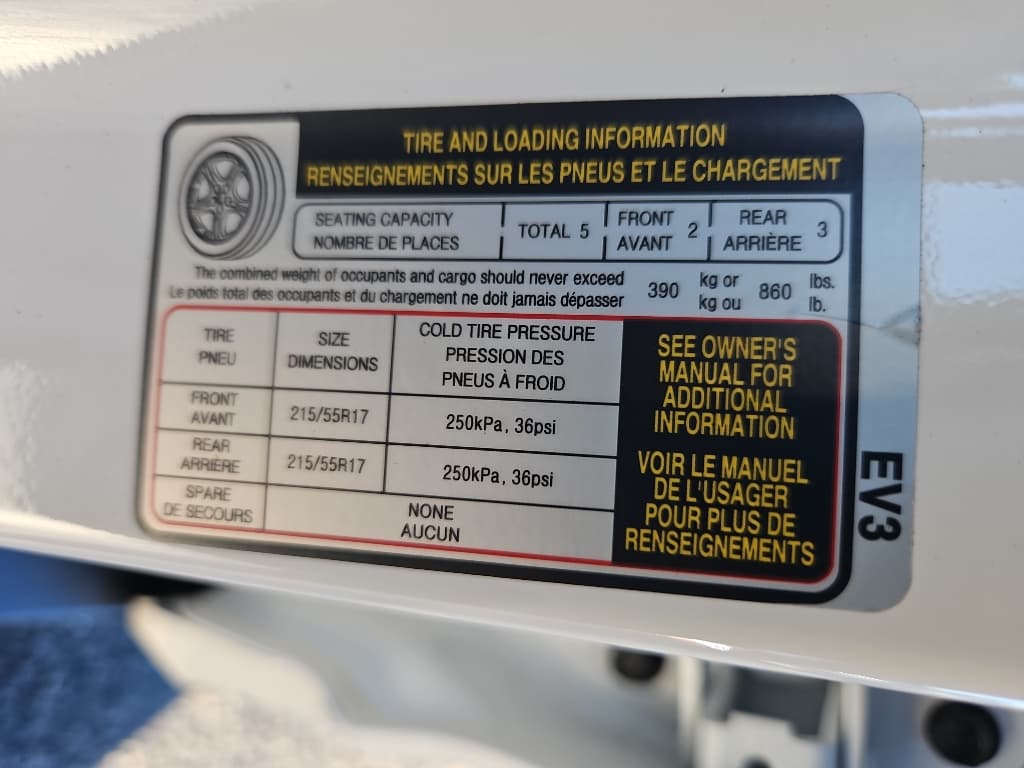 TIRE AND LOADING INFORMATION
RENSEIGNEMENTS SUR LES PNEUS ET LE CHARGEMENT
SEATING CAPACITY
NOMBRE DE PLACES
TOTAL 5
FRONT
AVANT
2
REAR
ARRIÈRE
3
The combined weight of occupants and cargo should never exceed 390 kg or 860 lbs.
Le poids total des occupants et du chargement ne doit jamais dépasser kg ou lb.
TIRE
PNEU
SIZE
DIMENSIONS
COLD TIRE PRESSURE
PRESSION DES
PNEUS À FROID
FRONT
AVANT
215/55R17
250kPa, 36psi
REAR
ARRIÈRE
215/55R17
250kPa, 36psi
SPARE
DE SECOURS
NONE
AUCUN
SEE OWNER'S
MANUAL FOR
ADDITIONAL
INFORMATION
VOIR LE MANUEL
DE L'USAGER
POUR PLUS DE
RENSEIGNEMENTS
EV3